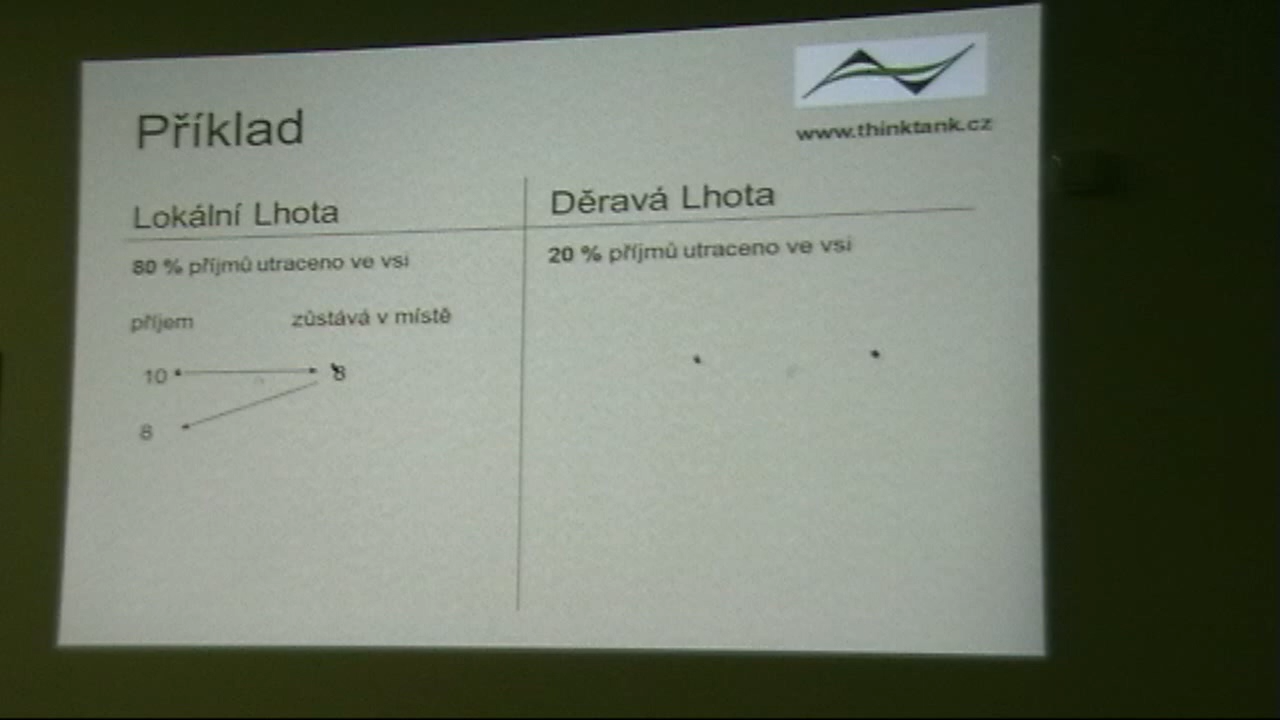 Příklad
www.thinktank.cz
Lokální Lhota
80 % příjmů utraceno ve vsi
příjem zůstává v místě
10 8
8
Děravá Lhota
20 % příjmů utraceno ve vsi